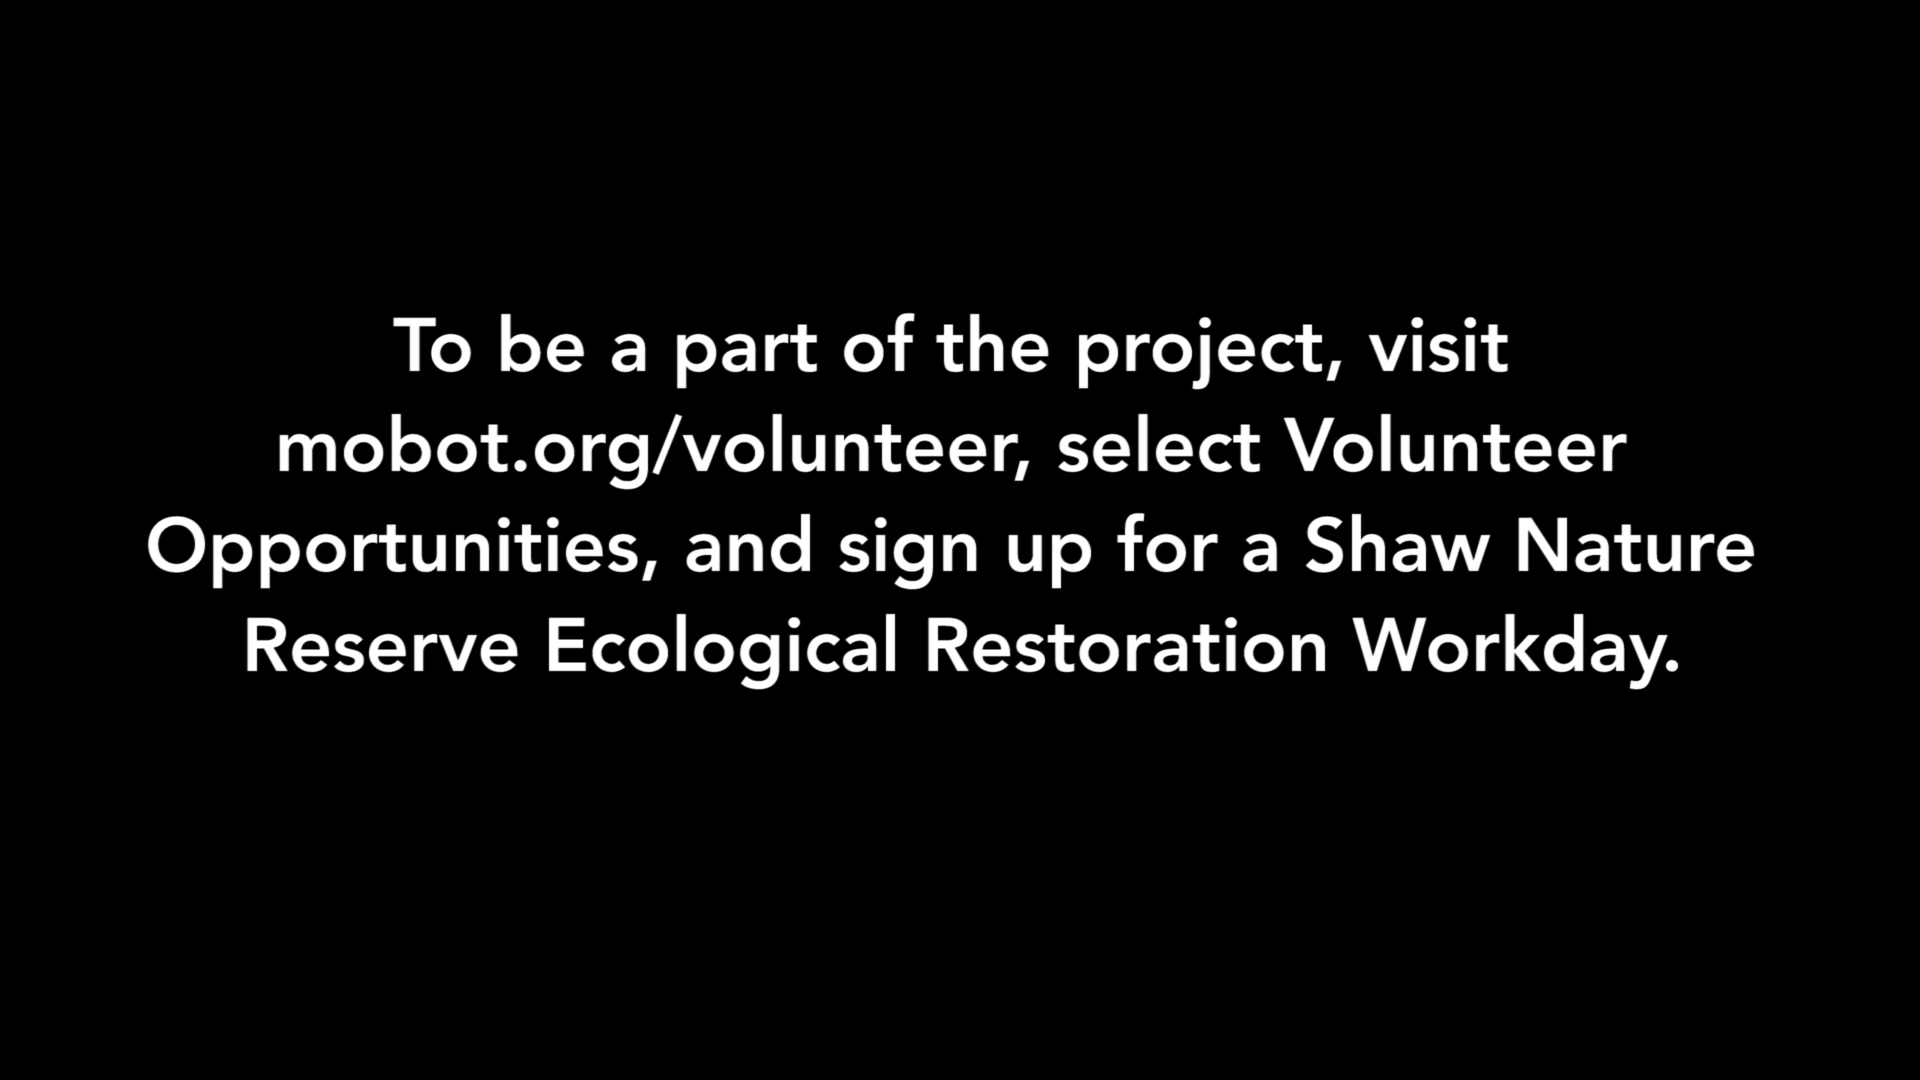 To be a part of the project, visit
mobot.org/volunteer, select Volunteer
Opportunities, and sign up for a Shaw Nature
Reserve Ecological Restoration Workday.